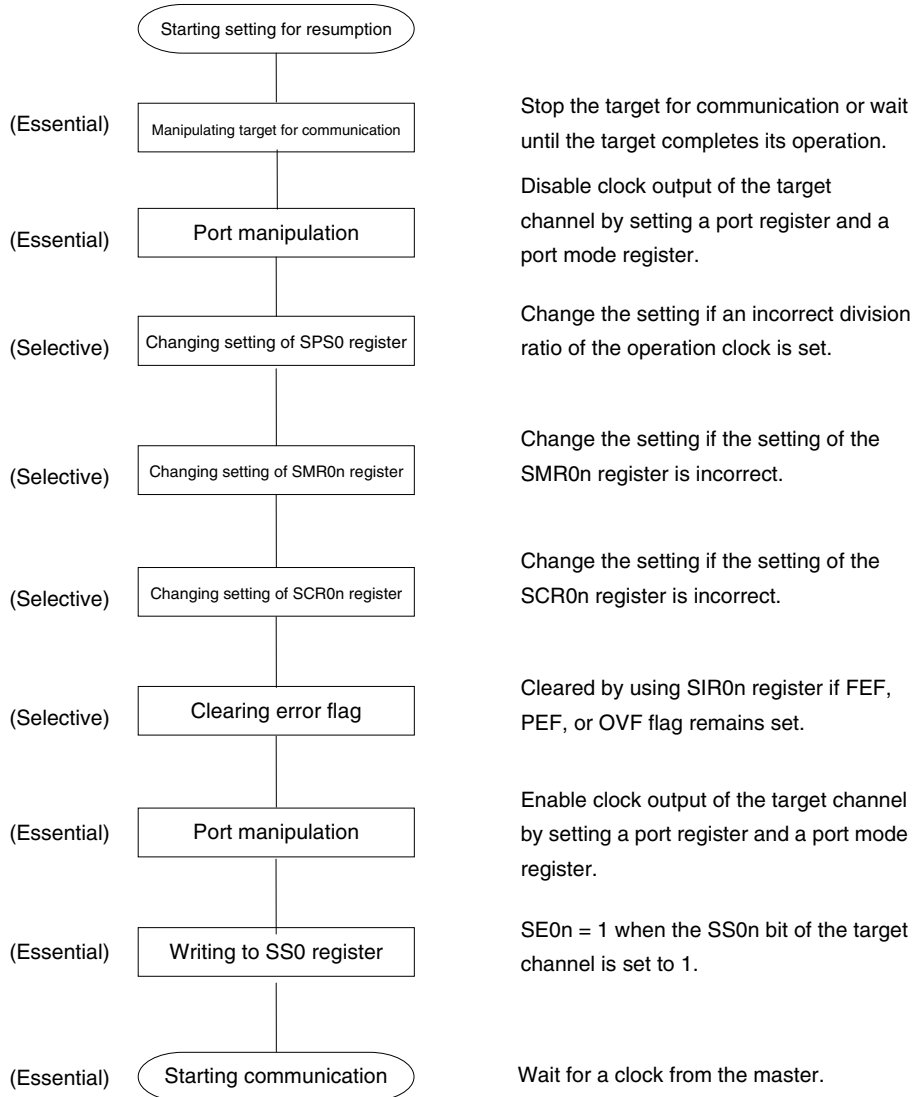 Starting setting for resumption
(Essential)
Manipulating target for communication
Stop the target for communication or wait
until the target completes its operation.
(Essential)
Port manipulation
Disable clock output of the target
channel by setting a port register and a
port mode register.
(Selective)
Changing setting of SPS0 register
Change the setting if an incorrect division
ratio of the operation clock is set.
(Selective)
Changing setting of SMR0n register
Change the setting if the setting of the
SMR0n register is incorrect.
(Selective)
Changing setting of SCR0n register
Change the setting if the setting of the
SCR0n register is incorrect.
(Selective)
Clearing error flag
Cleared by using SIR0n register if FEF,
PEF, or OVF flag remains set.
(Essential)
Port manipulation
Enable clock output of the target channel
by setting a port register and a port mode
register.
(Essential)
Writing to SS0 register
SE0n = 1 when the SS0n bit of the target
channel is set to 1.
(Essential)
Starting communication
Wait for a clock from the master.